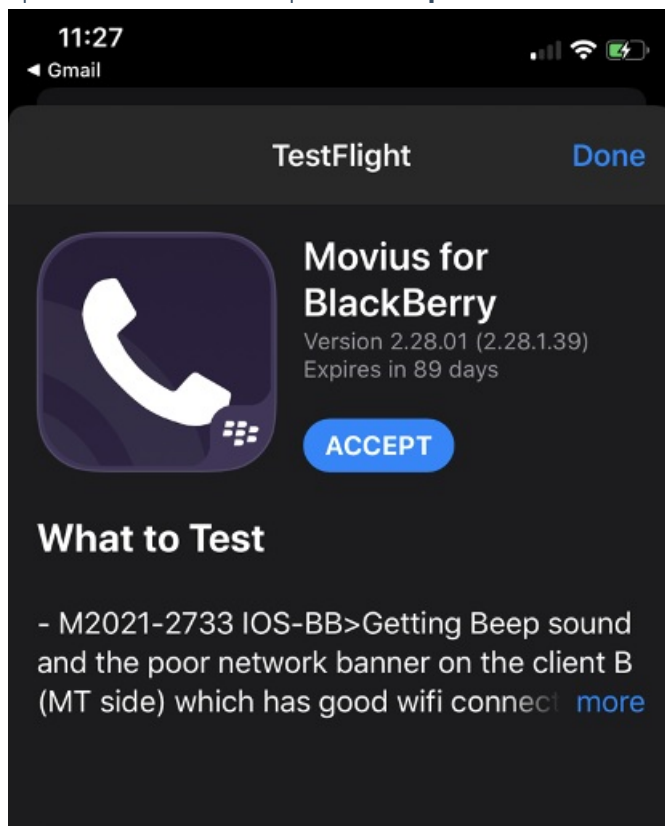 11:27
◀ Gmail
TestFlight
Done
Movius for
BlackBerry
Version 2.28.01 (2.28.1.39)
Expires in 89 days
ACCEPT
What to Test
- M2021-2733 IOS-BB>Getting Beep sound
and the poor network banner on the client B
(MT side) which has good wifi connect more